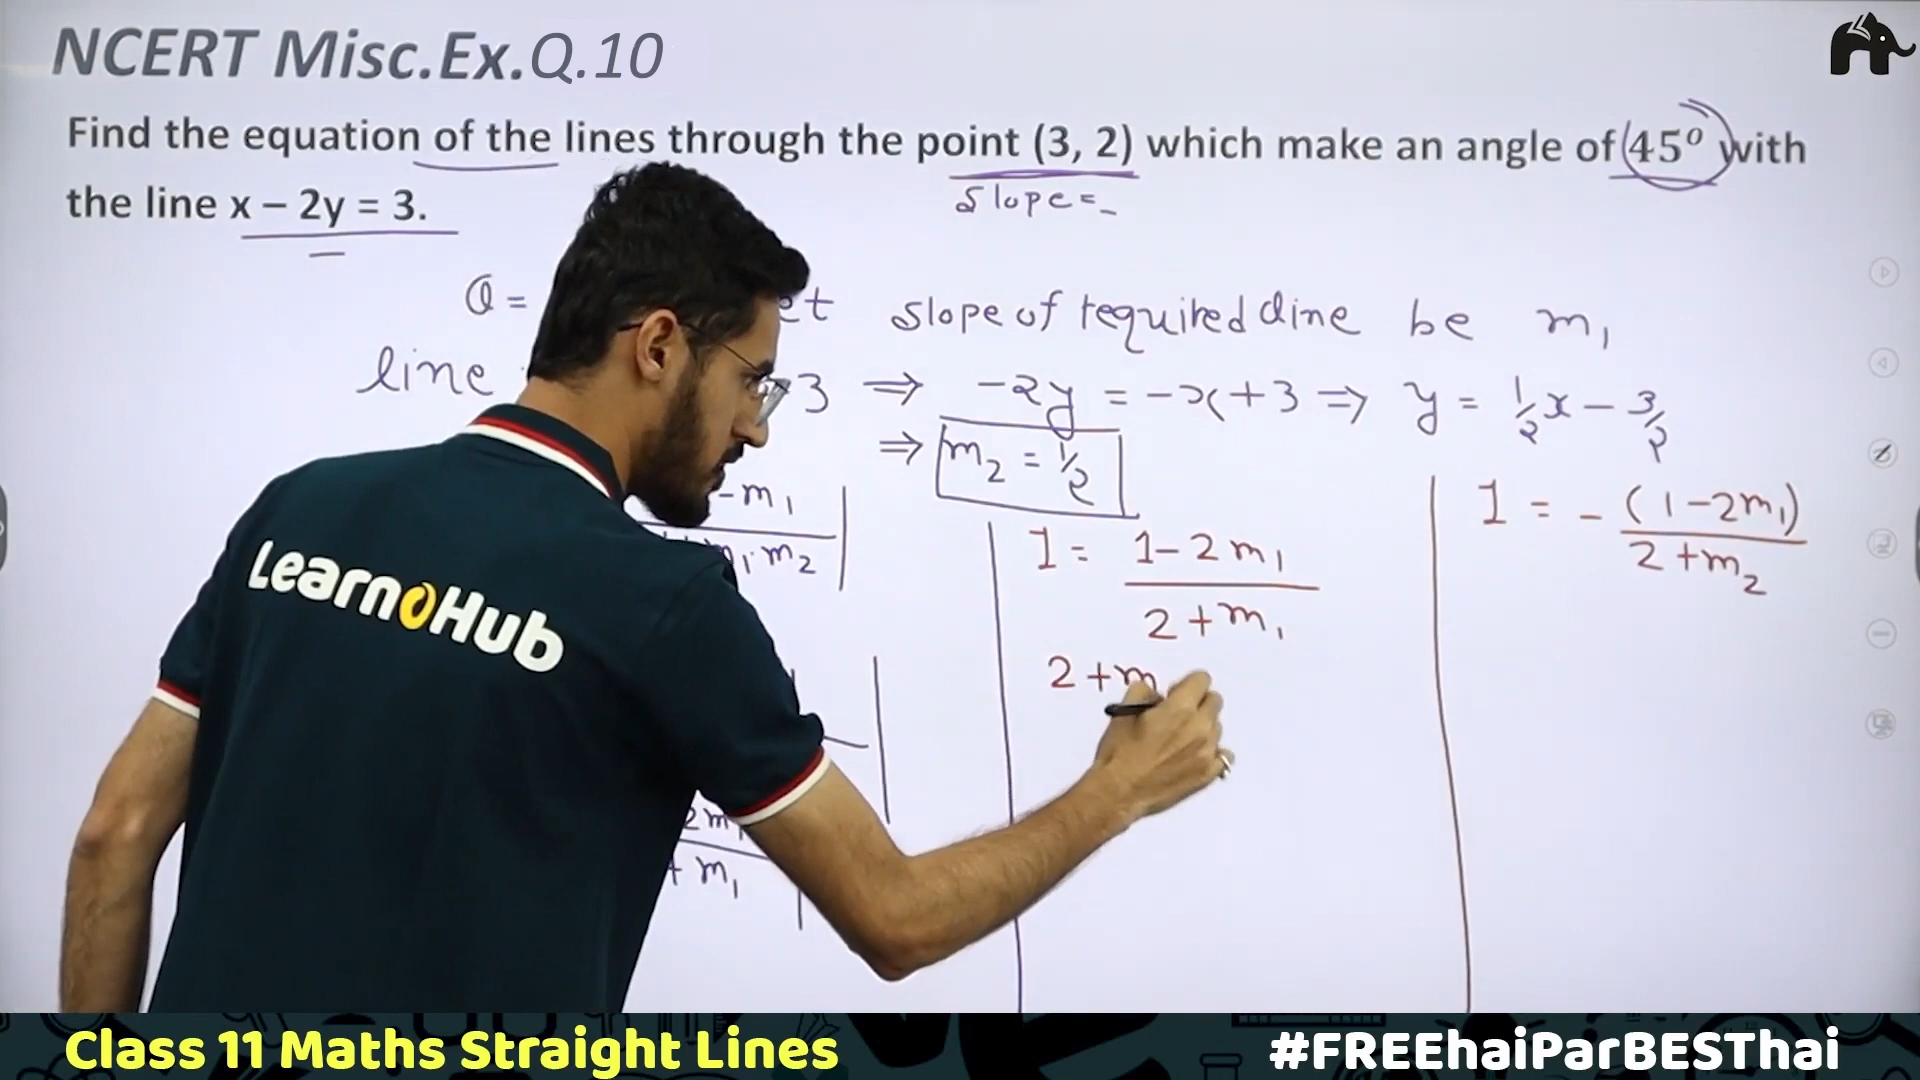 NCERT Misc.Ex.Q.10
Find the equation of the lines through the point (3, 2) which make an angle of 45° with
the line x – 2y = 3.
Slope = -
θ = et slope of required line be m₁
line 3 ⇒ -2y = -x + 3 ⇒ y = 1/2 x - 3/2
⇒ m₂ = 1/2
- m₁
m₁·m₂
1 = 1 - 2m₁
2 + m₁
2 + m
1 = - (1 - 2m₁)
2 + m₂
2m₁
+ m₁
LearnoHub
Class 11 Maths Straight Lines
#FREEhaiParBESThai